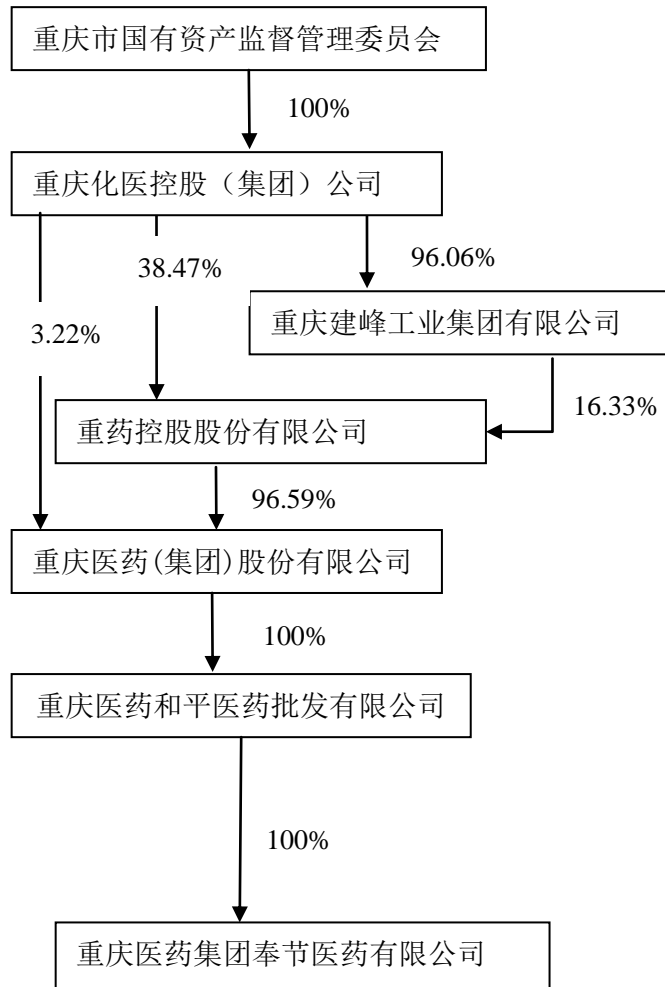 重庆市国有资产监督管理委员会
100%
重庆化医控股（集团）公司
38.47%
96.06%
3.22%
重庆建峰工业集团有限公司
16.33%
重药控股股份有限公司
96.59%
重庆医药(集团)股份有限公司
100%
重庆医药和平医药批发有限公司
100%
重庆医药集团奉节医药有限公司